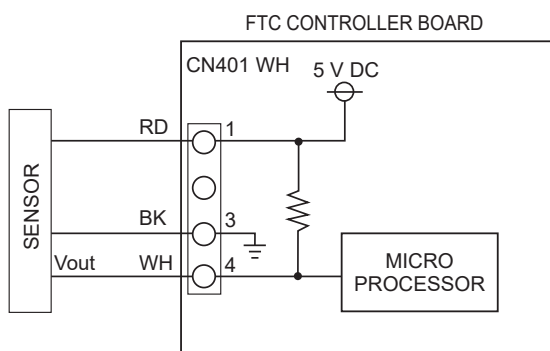 FTC CONTROLLER BOARD
CN401 WH
5 V DC
RD
1
BK
3
Vout
WH
4
SENSOR
MICRO
PROCESSOR